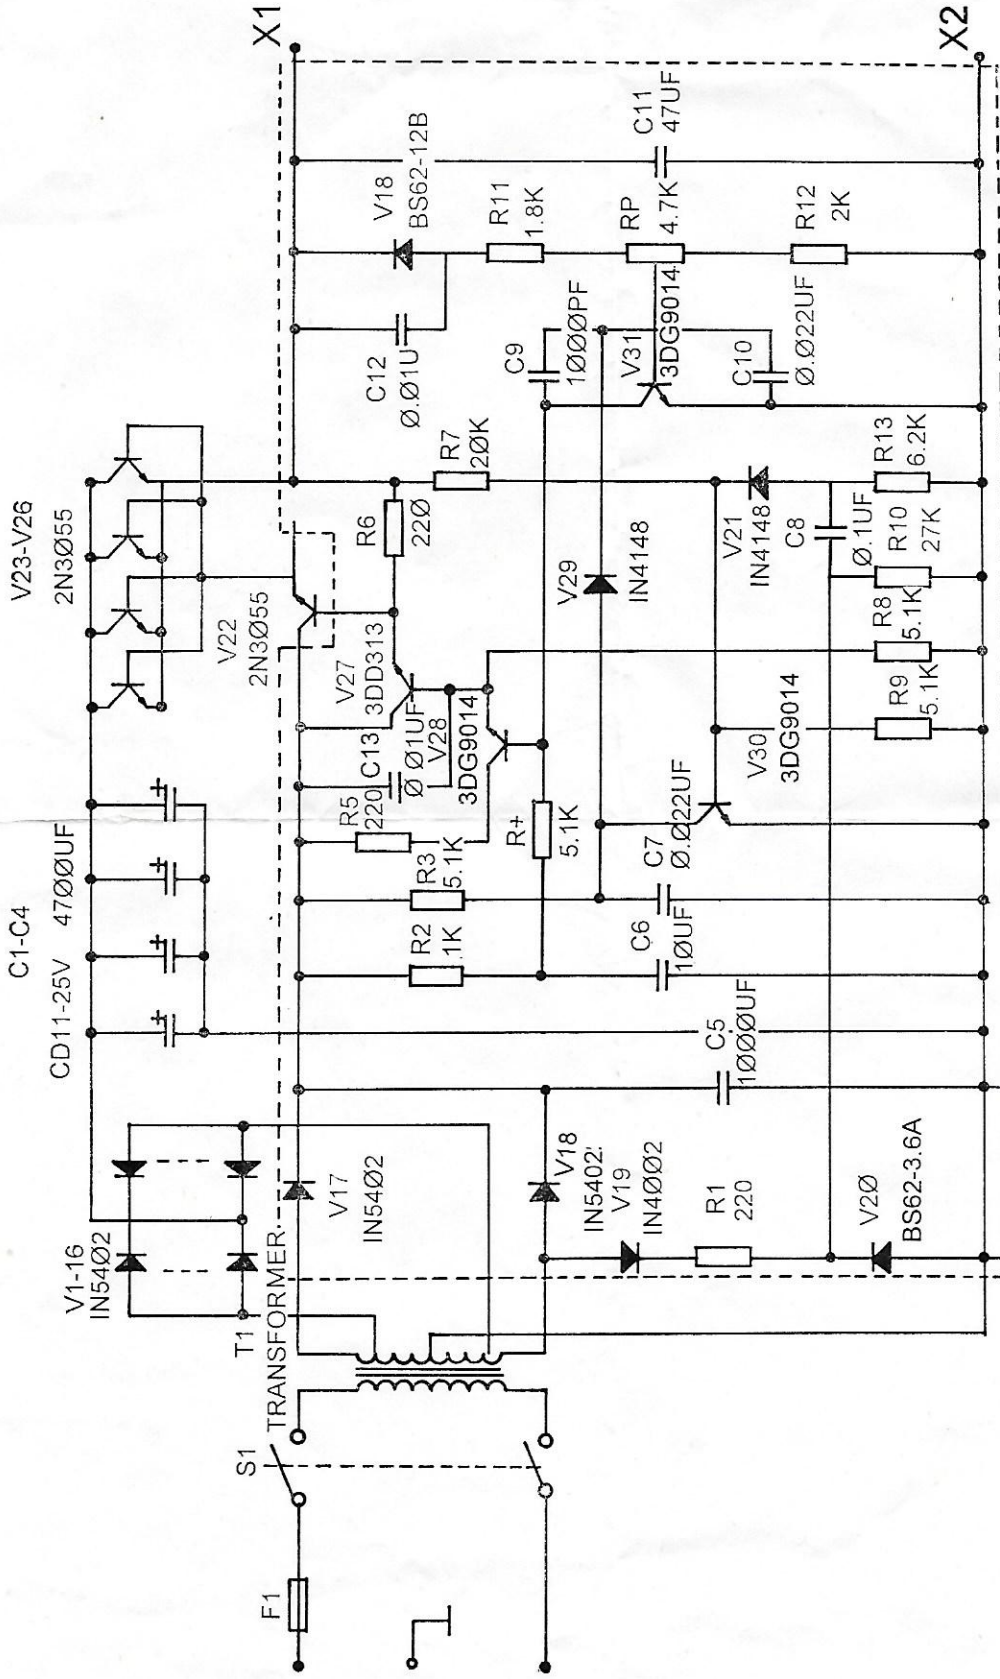 F1
S1
T1
TRANSFORMER
V1-16
IN54Ø2
V17
IN54Ø2
V18
IN5402
V19
IN4ØØ2
R1
220
V2Ø
BS62-3.6A
C1-C4
CD11-25V 47ØØUF
C5
1ØØØUF
R2
1K
C6
1ØUF
R3
5.1K
C7
Ø.Ø22UF
R5
220
C13
Ø Ø1UF
R+
5.1K
V28
3DG9014
V27
3DD313
V22
2N3Ø55
V23-V26
2N3Ø55
R6
22Ø
R7
2ØK
V29
IN4148
V30
3DG9014
R9
5.1K
R8
5.1K
R10
27K
R13
6.2K
C8
Ø.1UF
V21
IN4148
C12
Ø.Ø1U
C9
1ØØØPF
V31
3DG9014
C10
Ø.Ø22UF
V18
BS62-12B
R11
1.8K
RP
4.7K
R12
2K
C11
47UF
X1
X2